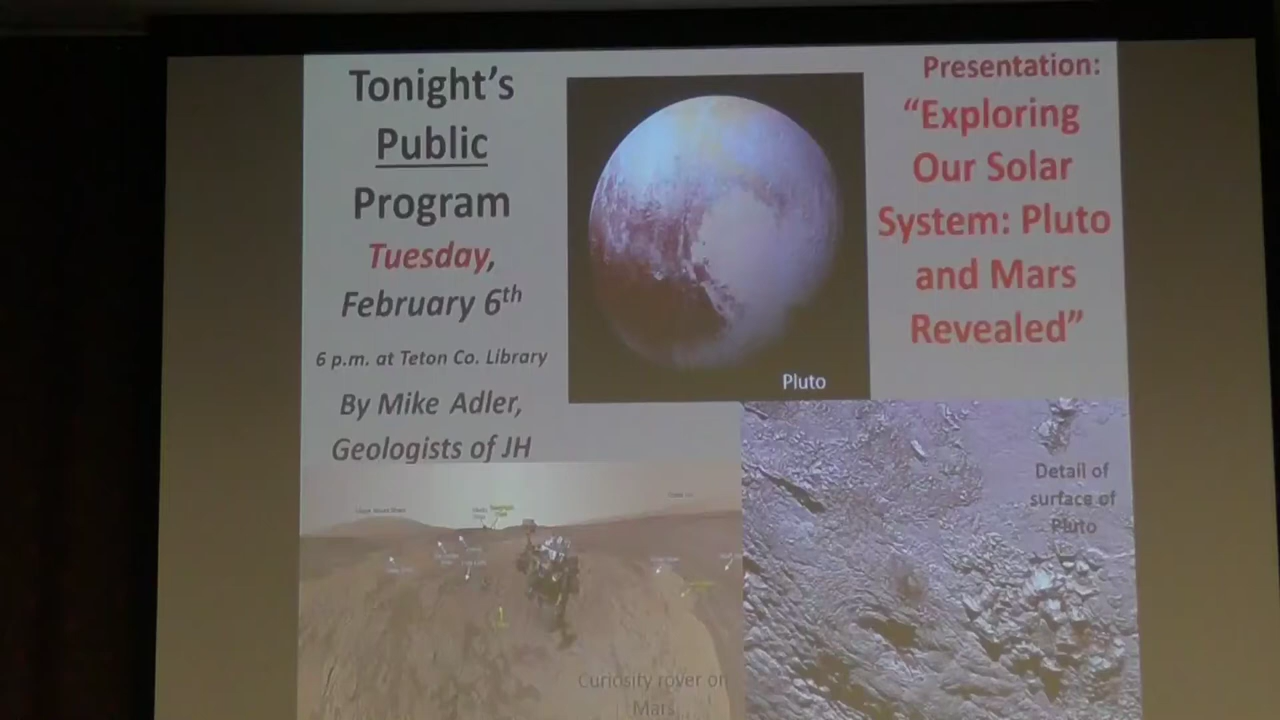 Tonight's
Public
Program
Tuesday,
February 6th
6 p.m. at Teton Co. Library
By Mike Adler,
Geologists of JH
Pluto
Presentation:
“Exploring
Our Solar
System: Pluto
and Mars
Revealed”
Detail of
surface of
Pluto
Curiosity rover on
Mars